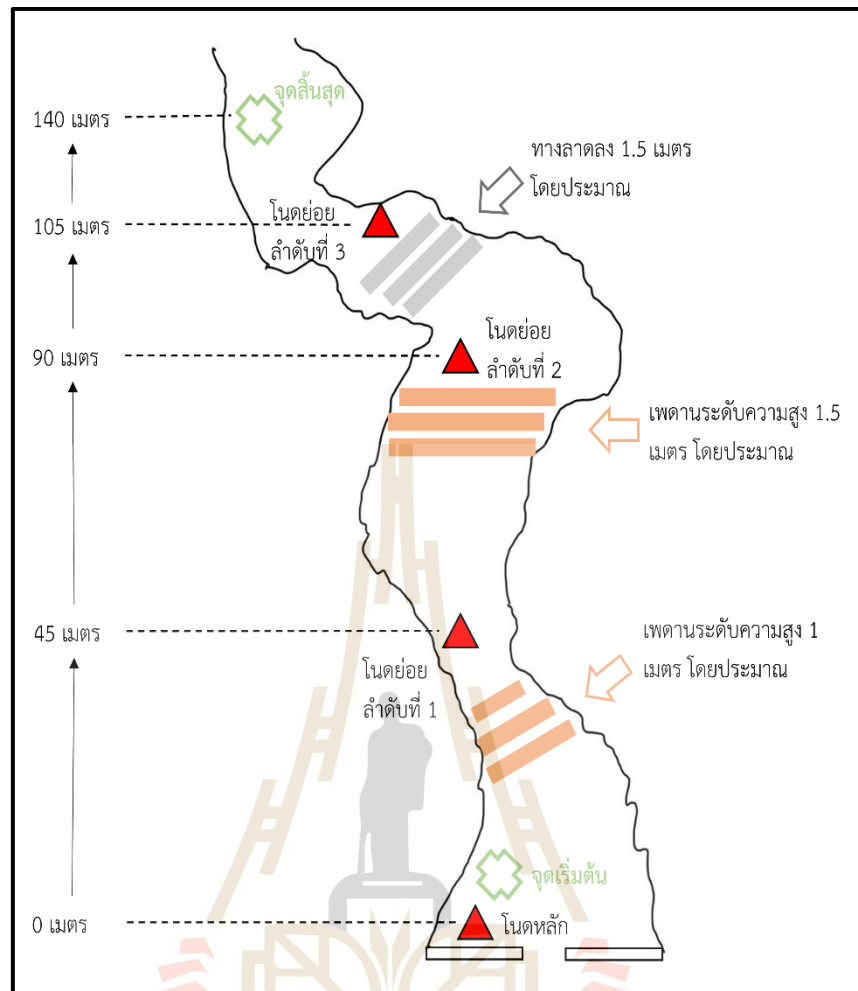 จุดสิ้นสุด
140 เมตร
ทางลาดลง 1.5 เมตร
โดยประมาณ
โนดย่อย
ลำดับที่ 3
105 เมตร
โนดย่อย
ลำดับที่ 2
90 เมตร
เพดานระดับความสูง 1.5
เมตร โดยประมาณ
45 เมตร
เพดานระดับความสูง 1
เมตร โดยประมาณ
โนดย่อย
ลำดับที่ 1
จุดเริ่มต้น
0 เมตร
โนดหลัก